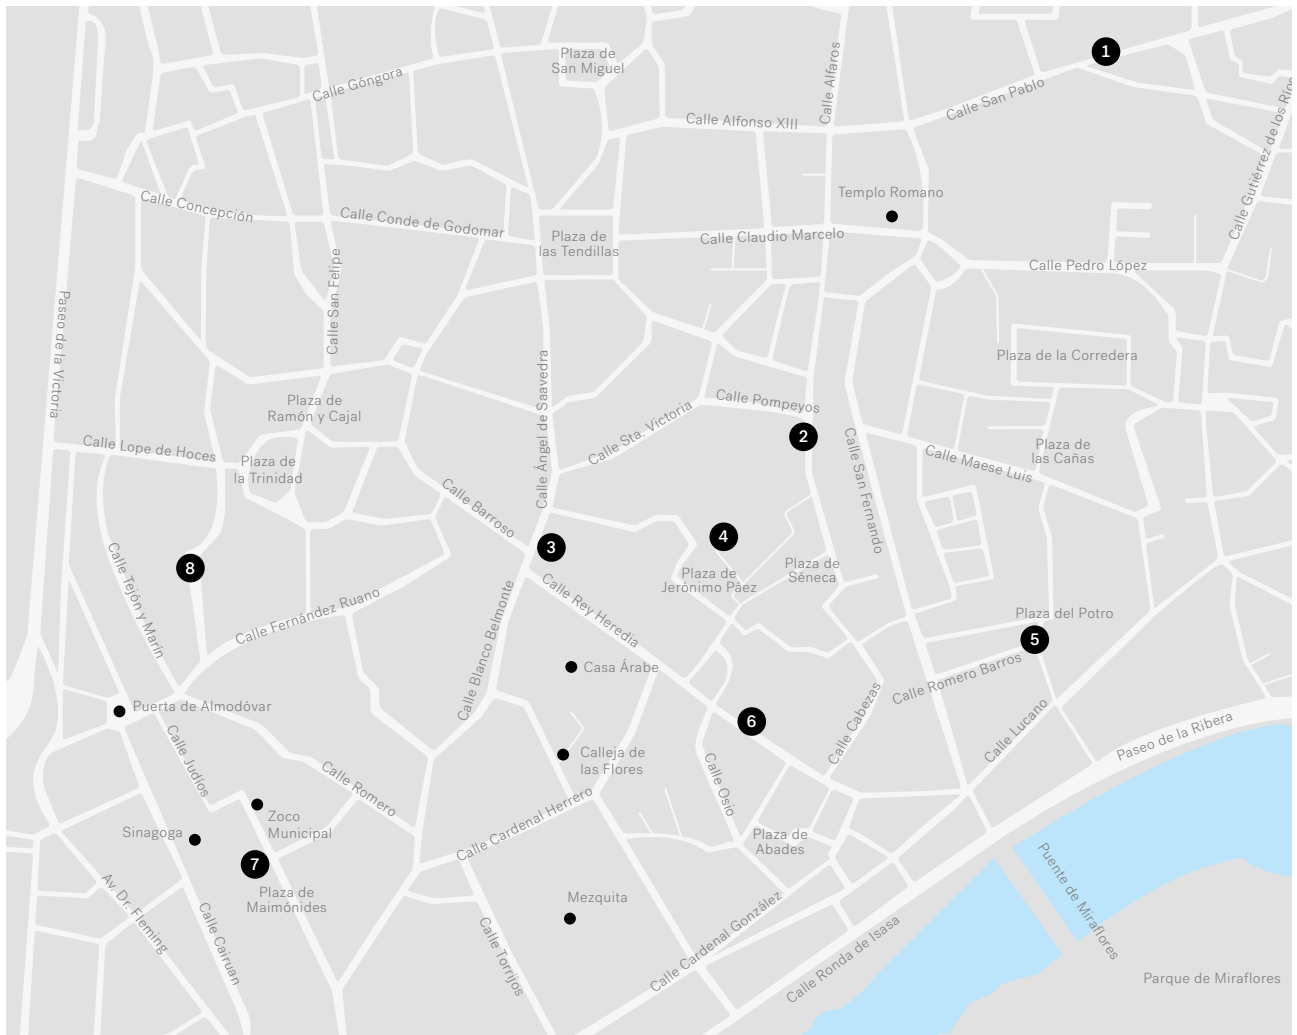 1
Plaza de
San Miguel
Calle Góngora
Calle Alfaros
Calle San Pablo
Calle Alfonso XIII
Calle Gutiérrez de los Ríos
Templo Romano
Calle Concepción
Calle Conde de Godomar
Plaza de
las Tendillas
Calle Claudio Marcelo
Calle Pedro López
Calle San Felipe
Paseo de la Victoria
Plaza de la Corredera
Calle Ángel de Saavedra
Plaza de
Ramón y Cajal
Calle Pompeyos
Calle Sta. Victoria
2
Calle Lope de Hoces
Plaza de
la Trinidad
Calle San Fernando
Calle Maese Luis
Plaza de
las Cañas
Calle Barroso
3
4
8
Plaza de
Jerónimo Páez
Plaza de
Séneca
Calle Tejón y Marín
Calle Fernández Ruano
Calle Rey Heredia
Calle Blanco Belmonte
Plaza del Potro
5
Casa Árabe
Calle Romero Barros
Puerta de Almodóvar
6
Calle Cabezas
Calle Lucano
Paseo de la Ribera
Calle Judíos
Calleja de
las Flores
Calle Romero
Calle Osio
Zoco
Municipal
Sinagoga
Calle Cardenal Herrero
Plaza de
Abades
7
Plaza de
Maimónides
Mezquita
Av. Dr. Fleming
Calle Cairuan
Calle Torrijos
Calle Cardenal González
Calle Ronda de Isasa
Puente de Miraflores
Parque de Miraflores